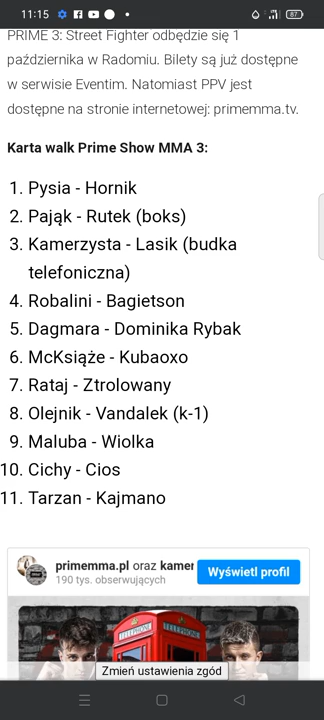 11:15
87
PRIME 3: Street Fighter odbędzie się 1
października w Radomiu. Bilety są już dostępne
w serwisie Eventim. Natomiast PPV jest
dostępne na stronie internetowej: primemma.tv.
Karta walk Prime Show MMA 3:
1. Pysia - Hornik
2. Pająk - Rutek (boks)
3. Kamerzysta - Lasik (budka
telefoniczna)
4. Robalini - Bagietson
5. Dagmara - Dominika Rybak
6. McKsiąże - Kubaoxo
7. Rataj - Ztrolowany
8. Olejnik - Vandalek (k-1)
9. Maluba - Wiolka
10. Cichy - Cios
11. Tarzan - Kajmano
primemma.pl oraz kamer
190 tys. obserwujących
Wyświetl profil
TELEPHONE
TELEPHONE
Zmień ustawienia zgód